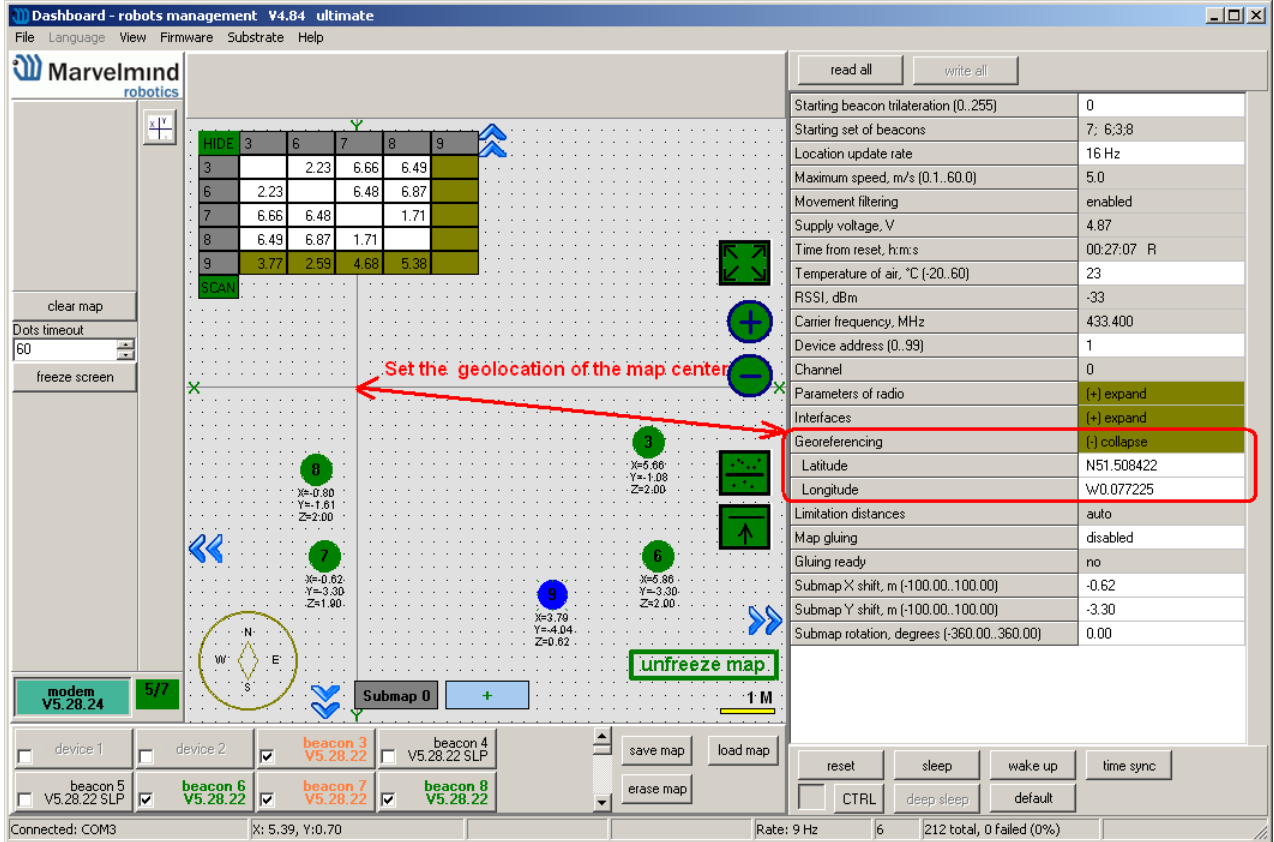 Dashboard - robots management V4.84 ultimate
File Language View Firmware Substrate Help
Marvelmind
robotics
X Y
clear map
Dots timeout
60
freeze screen
modem
V5.28.24
5/7
Y
HIDE 3 6 7 8 9
3 2.23 6.66 6.49
6 2.23 6.48 6.87
7 6.66 6.48 1.71
8 6.49 6.87 1.71
9 3.77 2.59 4.68 5.38
SCAN
+
Set the geolocation of the map center
−
X X
3
X=5.66
Y=-1.08
Z=2.00
8
X=-0.80
Y=-1.61
Z=2.00
7
X=-0.62
Y=-3.30
Z=1.90
6
X=5.86
Y=-3.30
Z=2.00
9
X=3.79
Y=-4.04
Z=0.62
N
W E
S
unfreeze map
Submap 0 +
1 M
Y
read all write all
Starting beacon trilateration (0..255) 0
Starting set of beacons 7; 6;3;8
Location update rate 16 Hz
Maximum speed, m/s (0.1..60.0) 5.0
Movement filtering enabled
Supply voltage, V 4.87
Time from reset, h:m:s 00:27:07 R
Temperature of air, °C (-20..60) 23
RSSI, dBm -33
Carrier frequency, MHz 433.400
Device address (0..99) 1
Channel 0
Parameters of radio (+) expand
Interfaces (+) expand
Georeferencing (-) collapse
Latitude N51.508422
Longitude W0.077225
Limitation distances auto
Map gluing disabled
Gluing ready no
Submap X shift, m (-100.00..100.00) -0.62
Submap Y shift, m (-100.00..100.00) -3.30
Submap rotation, degrees (-360.00..360.00) 0.00
device 1
device 2
beacon 3
V5.28.22
beacon 4
V5.28.22 SLP
beacon 5
V5.28.22 SLP
beacon 6
V5.28.22
beacon 7
V5.28.22
beacon 8
V5.28.22
save map load map
erase map
reset sleep wake up time sync
CTRL deep sleep default
Connected: COM3 X: 5.39, Y:0.70 Rate: 9 Hz 6 212 total, 0 failed (0%)